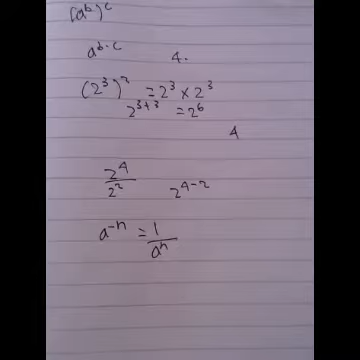 (a^b)^c
a^b·c
4.
(2^3)^2 = 2^3 × 2^3
2^3+3 = 2^6
4
2^4/2^2 2^4-2
a^-n = 1/a^n